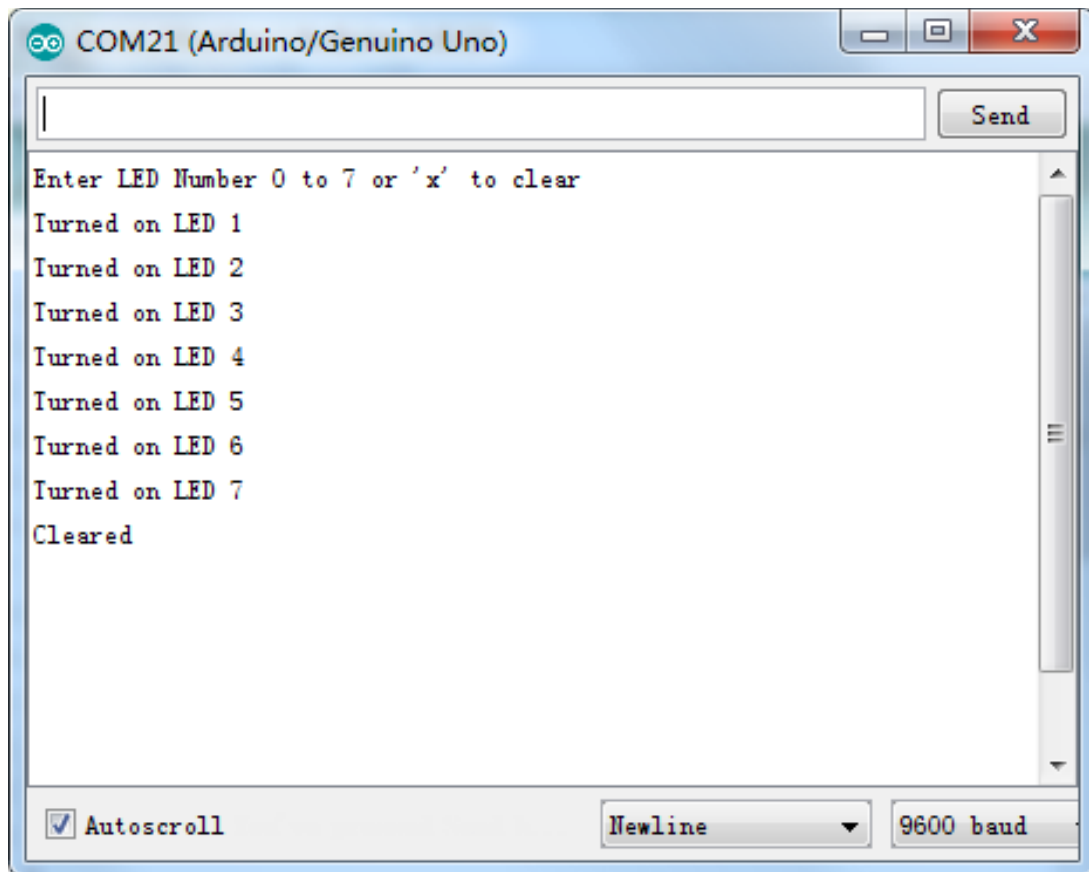 COM21 (Arduino/Genuino Uno)
Send
Enter LED Number 0 to 7 or 'x' to clear
Turned on LED 1
Turned on LED 2
Turned on LED 3
Turned on LED 4
Turned on LED 5
Turned on LED 6
Turned on LED 7
Cleared
Autoscroll Newline 9600 baud